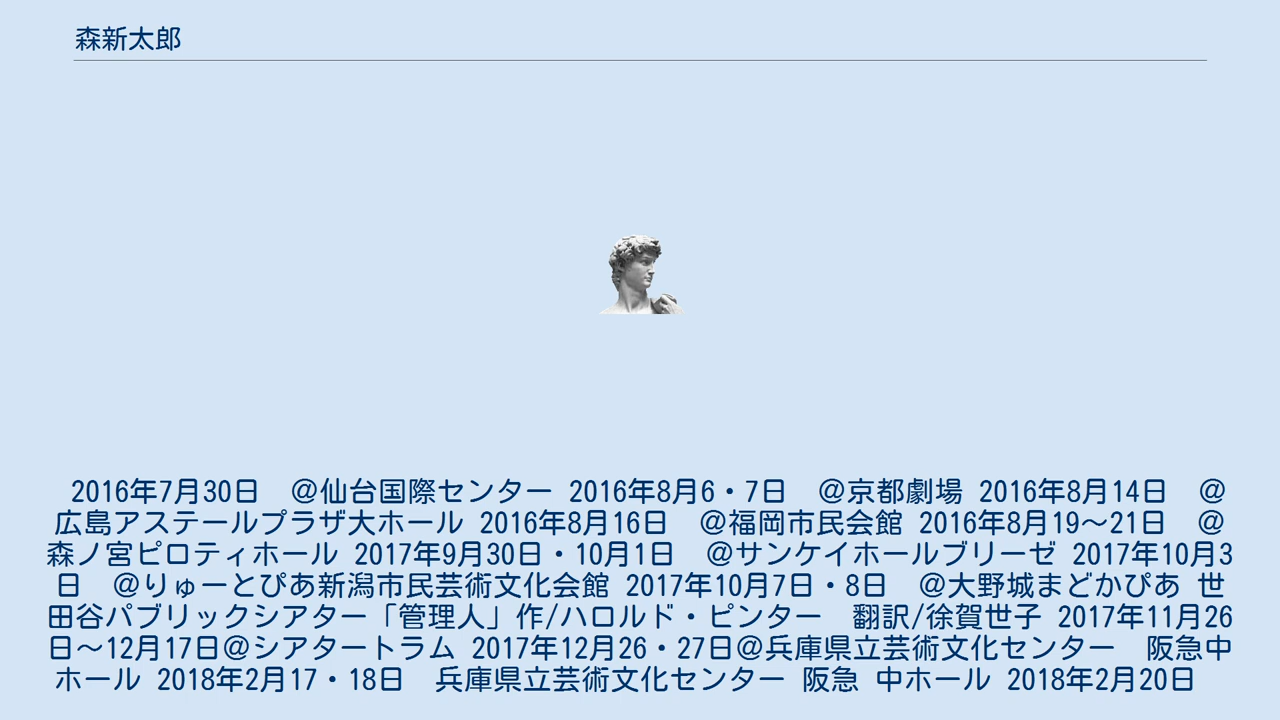 森新太郎
2016年7月30日　@仙台国際センター 2016年8月6・7日　@京都劇場 2016年8月14日　@
広島アステールプラザ大ホール 2016年8月16日　@福岡市民会館 2016年8月19〜21日　@
森ノ宮ピロティホール 2017年9月30日・10月1日　@サンケイホールブリーゼ 2017年10月3
日　@りゅーとぴあ新潟市民芸術文化会館 2017年10月7日・8日　@大野城まどかぴあ 世
田谷パブリックシアター「管理人」作/ハロルド・ピンター　翻訳/徐賀世子 2017年11月26
日〜12月17日@シアタートラム 2017年12月26・27日@兵庫県立芸術文化センター　阪急中
ホール 2018年2月17・18日　兵庫県立芸術文化センター 阪急 中ホール 2018年2月20日